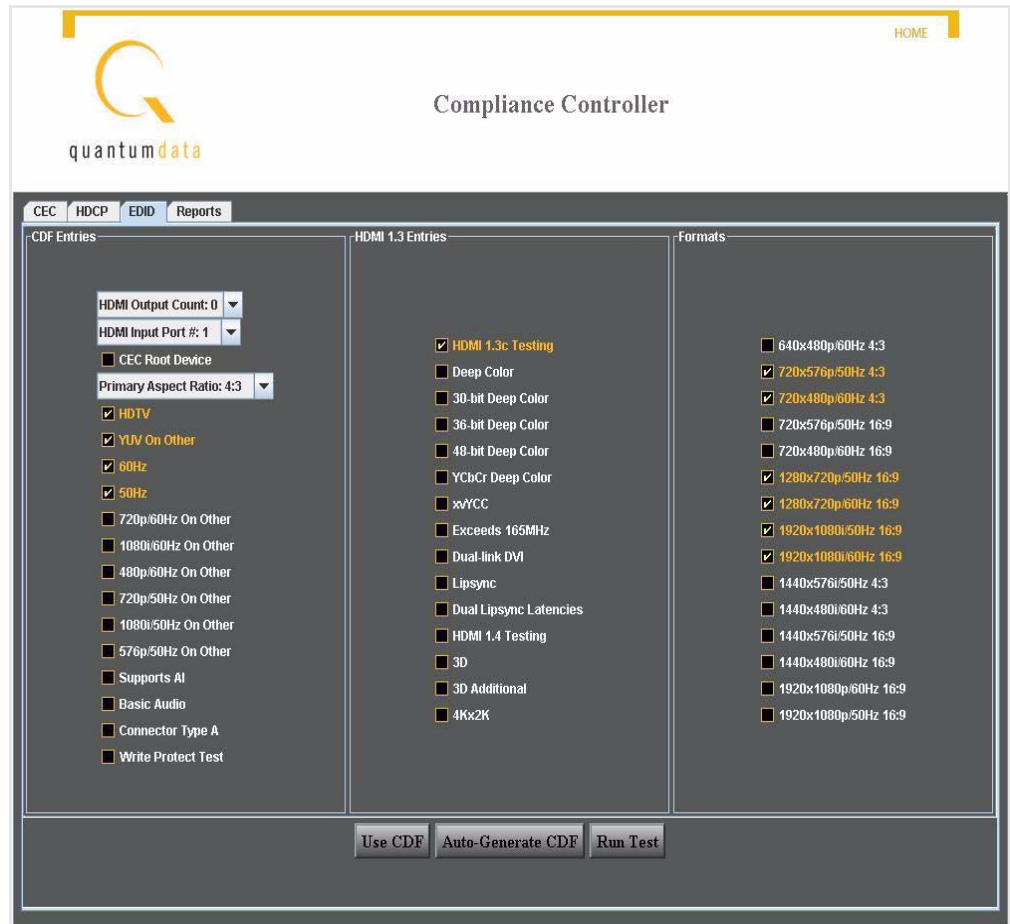 HOME
Compliance Controller
quantumdata
CEC
HDCP
EDID
Reports
CDF Entries
HDMI Output Count: 0
HDMI Input Port #: 1
CEC Root Device
Primary Aspect Ratio: 4:3
HDTV
YUV On Other
60Hz
50Hz
720p/60Hz On Other
1080i/60Hz On Other
480p/60Hz On Other
720p/50Hz On Other
1080i/50Hz On Other
576p/50Hz On Other
Supports AI
Basic Audio
Connector Type A
Write Protect Test
HDMI 1.3 Entries
HDMI 1.3c Testing
Deep Color
30-bit Deep Color
36-bit Deep Color
48-bit Deep Color
YCbCr Deep Color
xvYCC
Exceeds 165MHz
Dual-link DVI
Lipsync
Dual Lipsync Latencies
HDMI 1.4 Testing
3D
3D Additional
4Kx2K
Formats
640x480p/60Hz 4:3
720x576p/50Hz 4:3
720x480p/60Hz 4:3
720x576p/50Hz 16:9
720x480p/60Hz 16:9
1280x720p/50Hz 16:9
1280x720p/60Hz 16:9
1920x1080i/50Hz 16:9
1920x1080i/60Hz 16:9
1440x576i/50Hz 4:3
1440x480i/60Hz 4:3
1440x576i/50Hz 16:9
1440x480i/60Hz 16:9
1920x1080p/60Hz 16:9
1920x1080p/50Hz 16:9
Use CDF
Auto-Generate CDF
Run Test